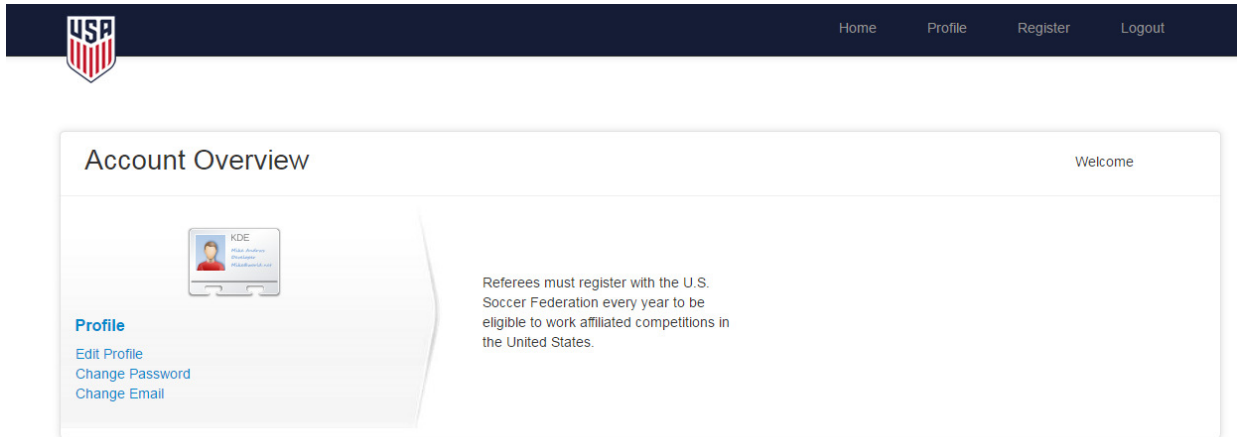 USA
Home Profile Register Logout
Account Overview
Welcome
KDE
Profile
Edit Profile
Change Password
Change Email
Referees must register with the U.S.
Soccer Federation every year to be
eligible to work affiliated competitions in
the United States.